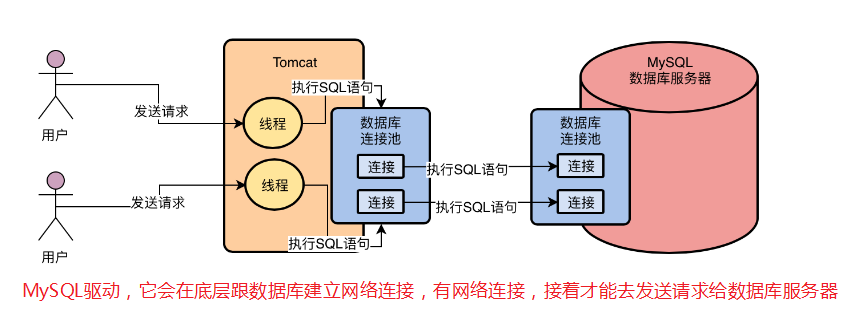 Tomcat
MySQL
数据库服务器
执行SQL语句
发送请求
线程
数据库
连接池
数据库
连接池
用户
连接
执行SQL语句
连接
线程
发送请求
连接
执行SQL语句
连接
执行SQL语句
用户
MySQL驱动，它会在底层跟数据库建立网络连接，有网络连接，接着才能去发送请求给数据库服务器